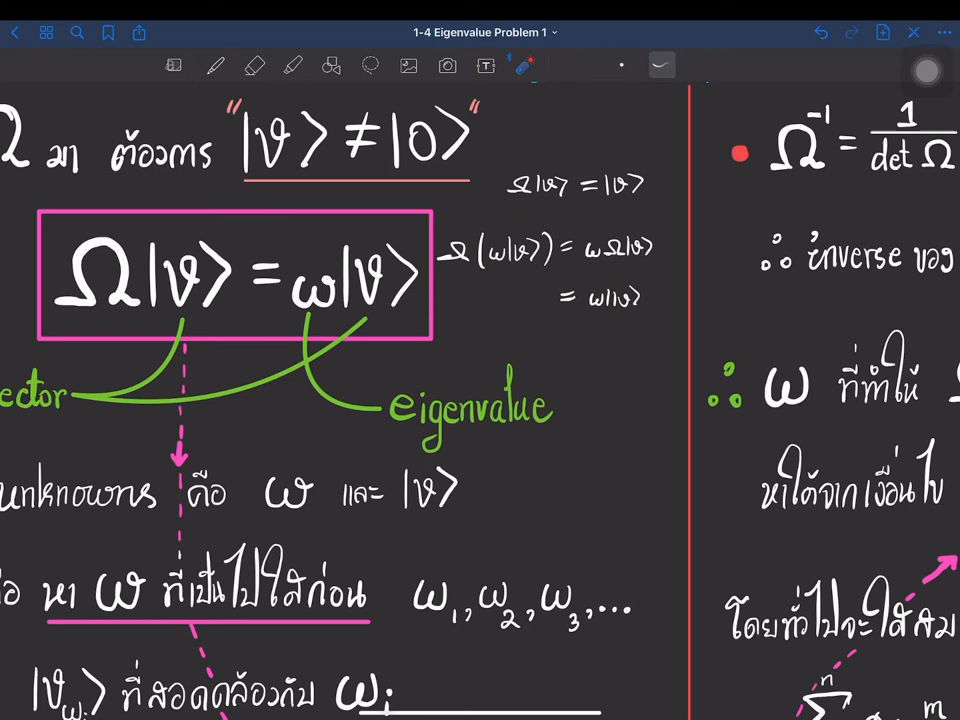 1-4 Eigenvalue Problem 1
Ω มา ต้องการ "|v⟩ ≠ |0⟩"
Ω|v⟩ = |v⟩
Ω|v⟩ = ω|v⟩
Ω(ω|v⟩) = ωΩ|v⟩
= ω|v⟩
ector
eigenvalue
unknowns คือ ω และ |v⟩
หา ω ที่เป็นไปได้ก่อน ω₁, ω₂, ω₃, ...
|v_ωᵢ⟩ ที่สอดคล้องกับ ωᵢ
Ω⁻¹ = 1/det Ω
∴ inverse ของ
∴ ω ที่ทำให้
หาได้จากเงื่อนไข
โดยทั่วไปจะได้สม
n
∑ m